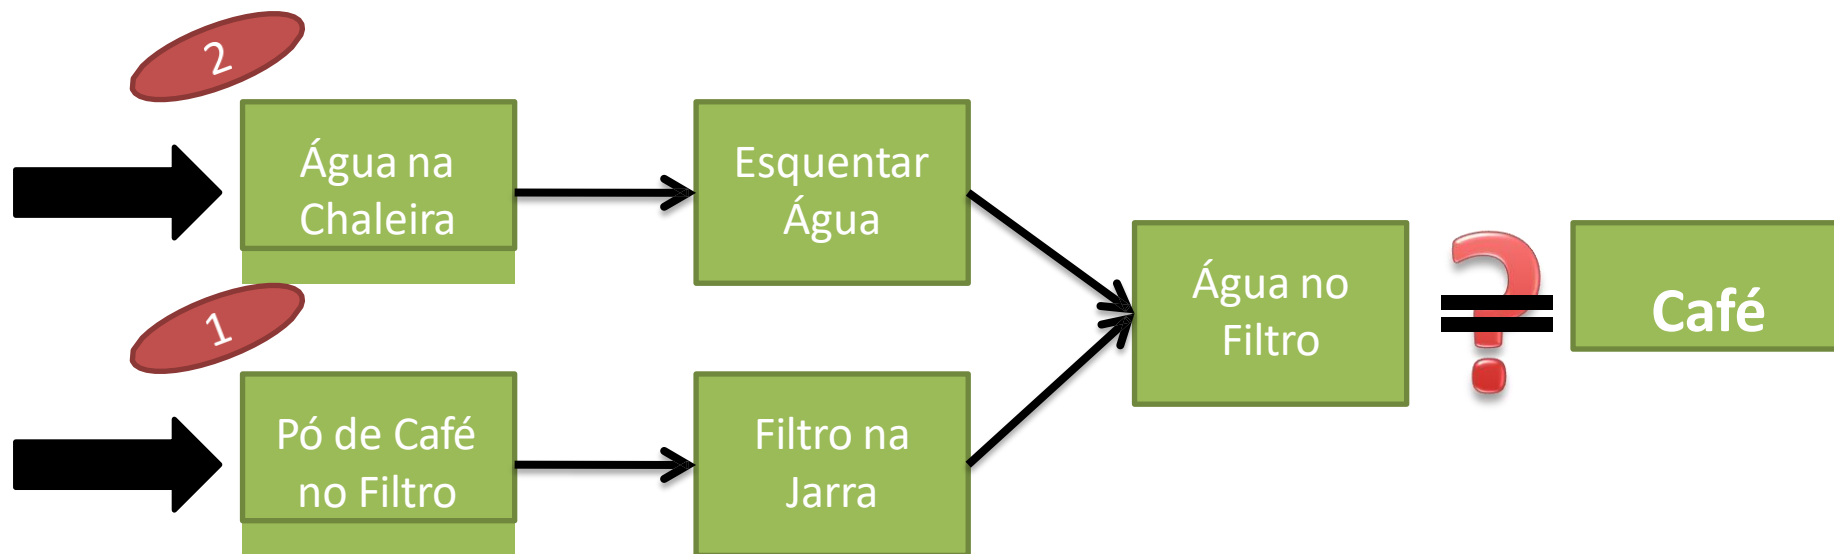 2
Água na
Chaleira
Esquentar
Água
1
Pó de Café
no Filtro
Filtro na
Jarra
Água no
Filtro
?
=
Café